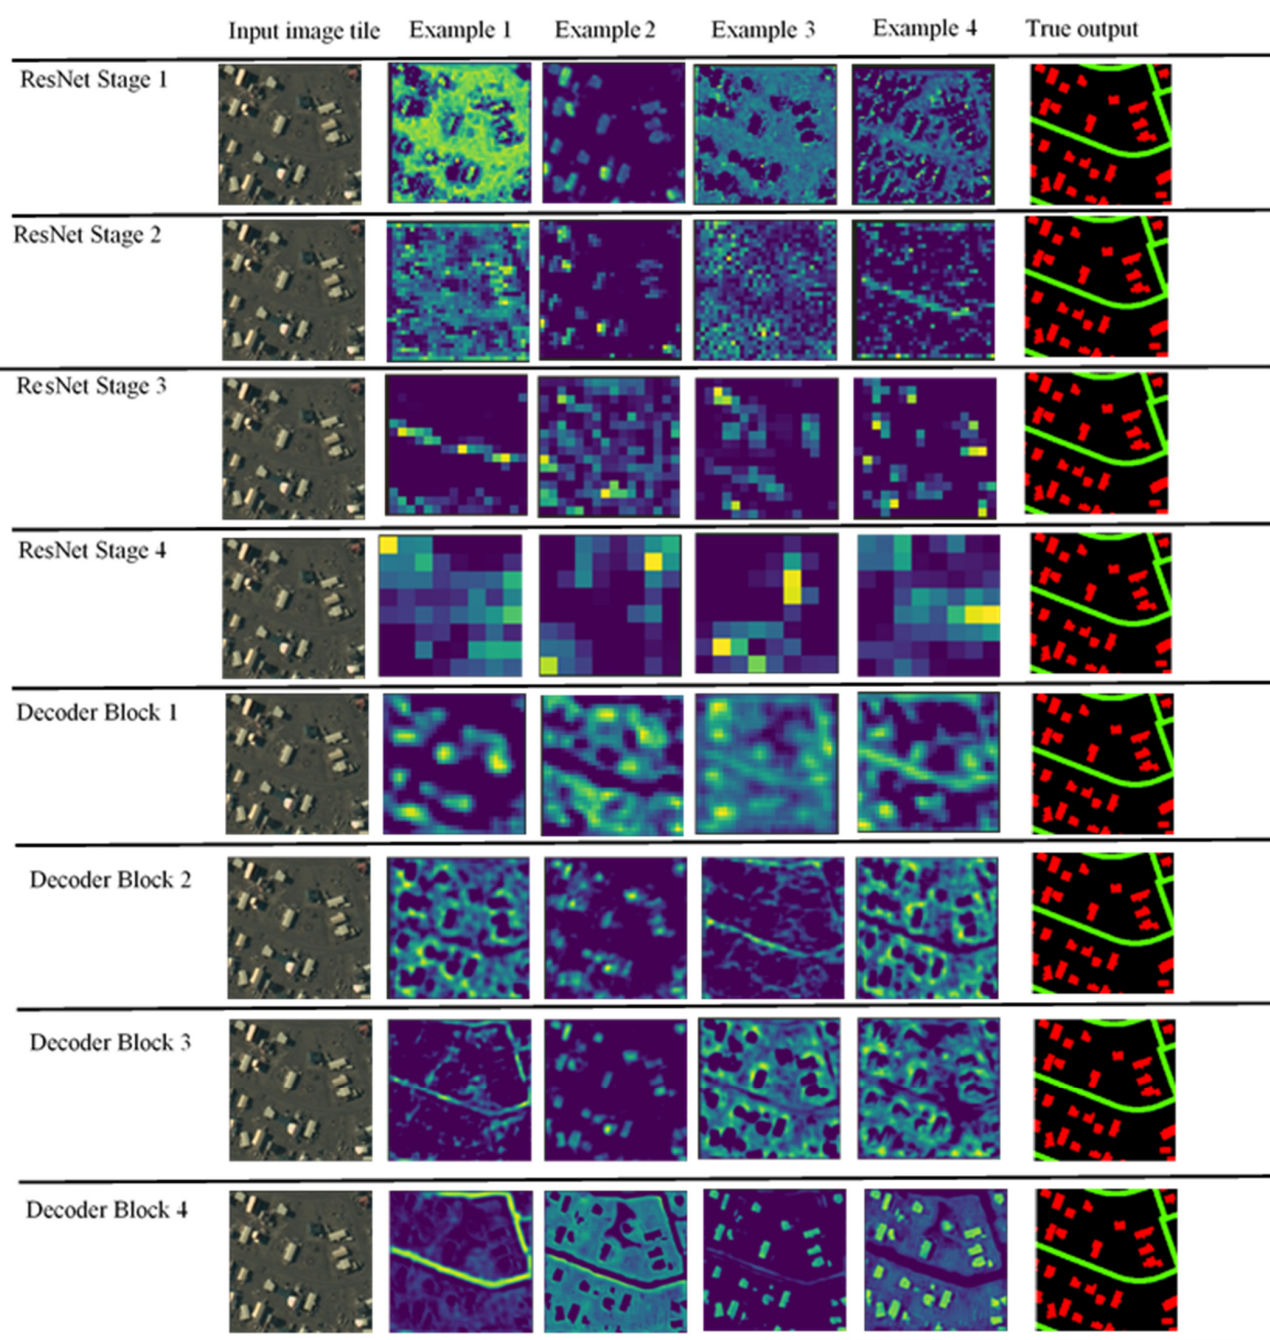 Input image tile Example 1 Example 2 Example 3 Example 4 True output
ResNet Stage 1
ResNet Stage 2
ResNet Stage 3
ResNet Stage 4
Decoder Block 1
Decoder Block 2
Decoder Block 3
Decoder Block 4